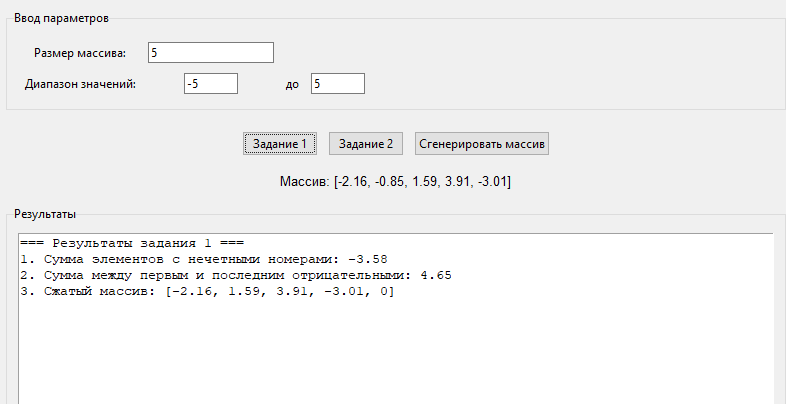 Ввод параметров
Размер массива: 5
Диапазон значений: -5 до 5
Задание 1 Задание 2 Сгенерировать массив
Массив: [-2.16, -0.85, 1.59, 3.91, -3.01]
Результаты
=== Результаты задания 1 ===
1. Сумма элементов с нечетными номерами: -3.58
2. Сумма между первым и последним отрицательными: 4.65
3. Сжатый массив: [-2.16, 1.59, 3.91, -3.01, 0]